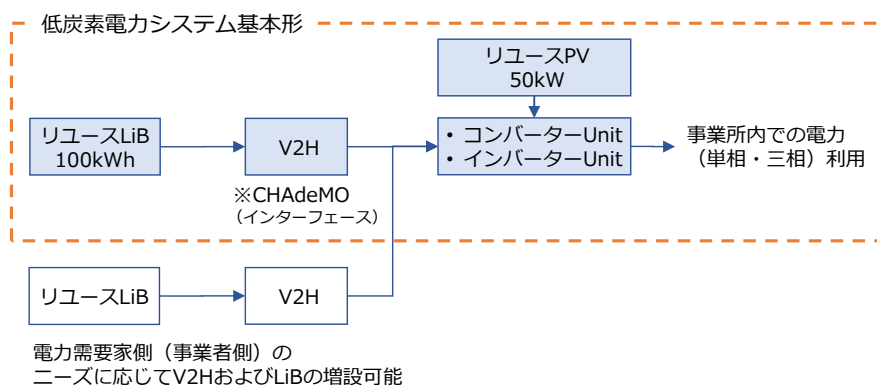 低炭素電力システム基本形
リユースPV
50kW
リユースLiB
100kWh
V2H
• コンバーターUnit
• インバーターUnit
事業所内での電力
（単相・三相）利用
※CHAdeMO
（インターフェース）
リユースLiB
V2H
電力需要家側（事業者側）の
ニーズに応じてV2HおよびLiBの増設可能